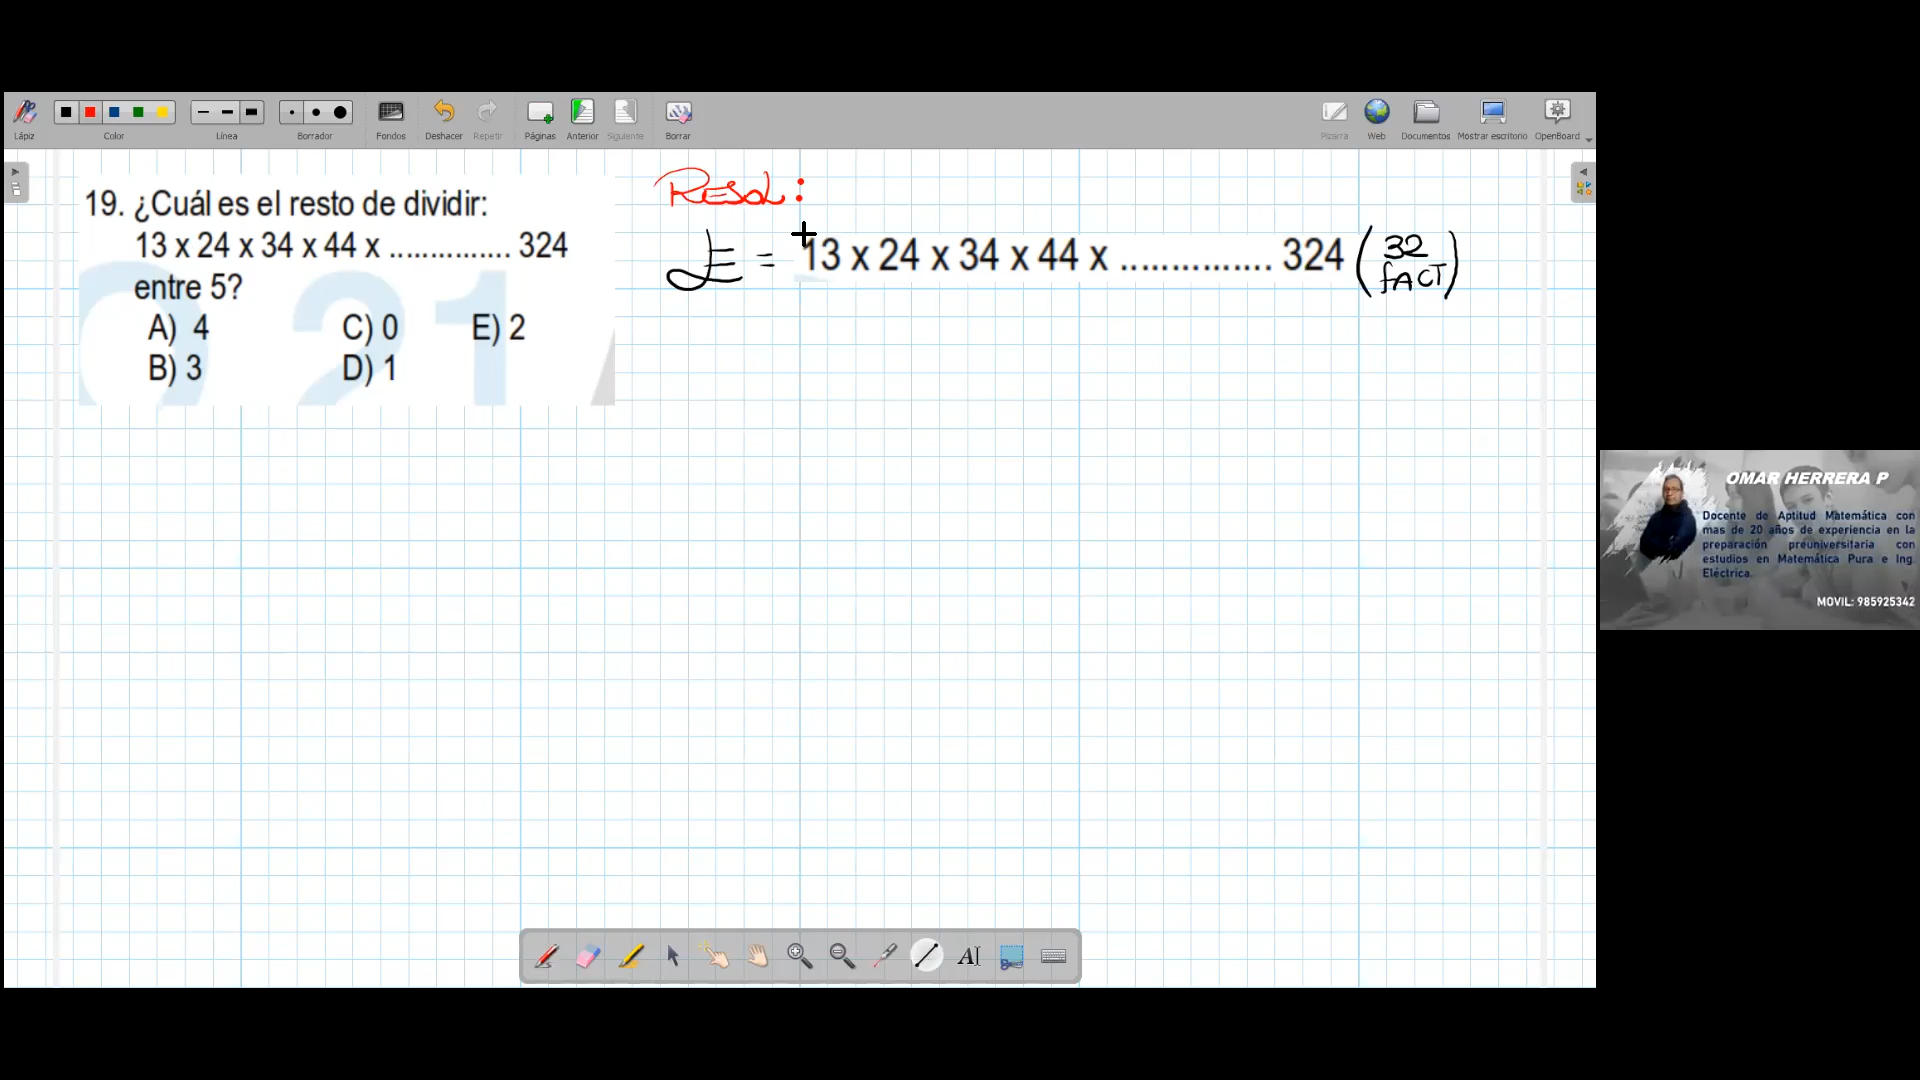 Lápiz
Color
Línea
Borrador
Fondos
Deshacer
Repetir
Páginas
Anterior
Siguiente
Borrar
Pizarra
Web
Documentos
Mostrar escritorio
OpenBoard
19. ¿Cuál es el resto de dividir:
13 x 24 x 34 x 44 x ............... 324
entre 5?
A) 4 C) 0 E) 2
B) 3 D) 1
RESOL:
E = 13 x 24 x 34 x 44 x ............... 324 (32 FACT)
OMAR HERRERA P
Docente de Aptitud Matemática con
mas de 20 años de experiencia en la
preparación preuniversitaria con
estudios en Matemática Pura e Ing.
Eléctrica.
MOVIL: 985925342